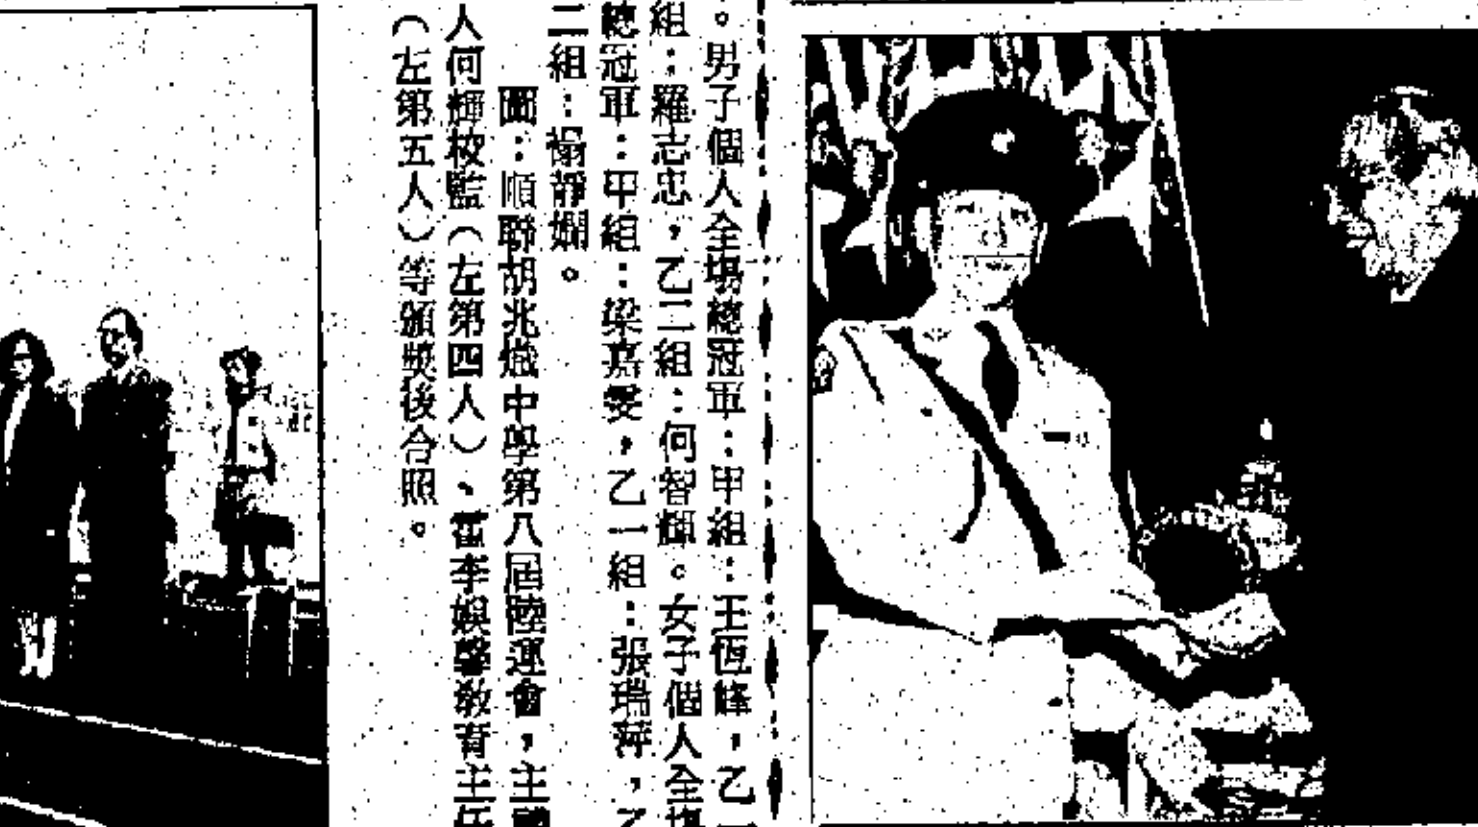 。男子個人全場總冠軍：甲組：王恆峰，乙一
組：羅志忠，乙二組：何智輝。女子個人全場
總冠軍：甲組：梁嘉雯，乙一組：張瑞萍，乙
二組：楊靜嫻。
圖：順聯胡兆熾中學第八屆陸運會，主禮
人何輝校監（左第四人）、霍李娛馨教育主任
（左第五人）等頒獎後合照。